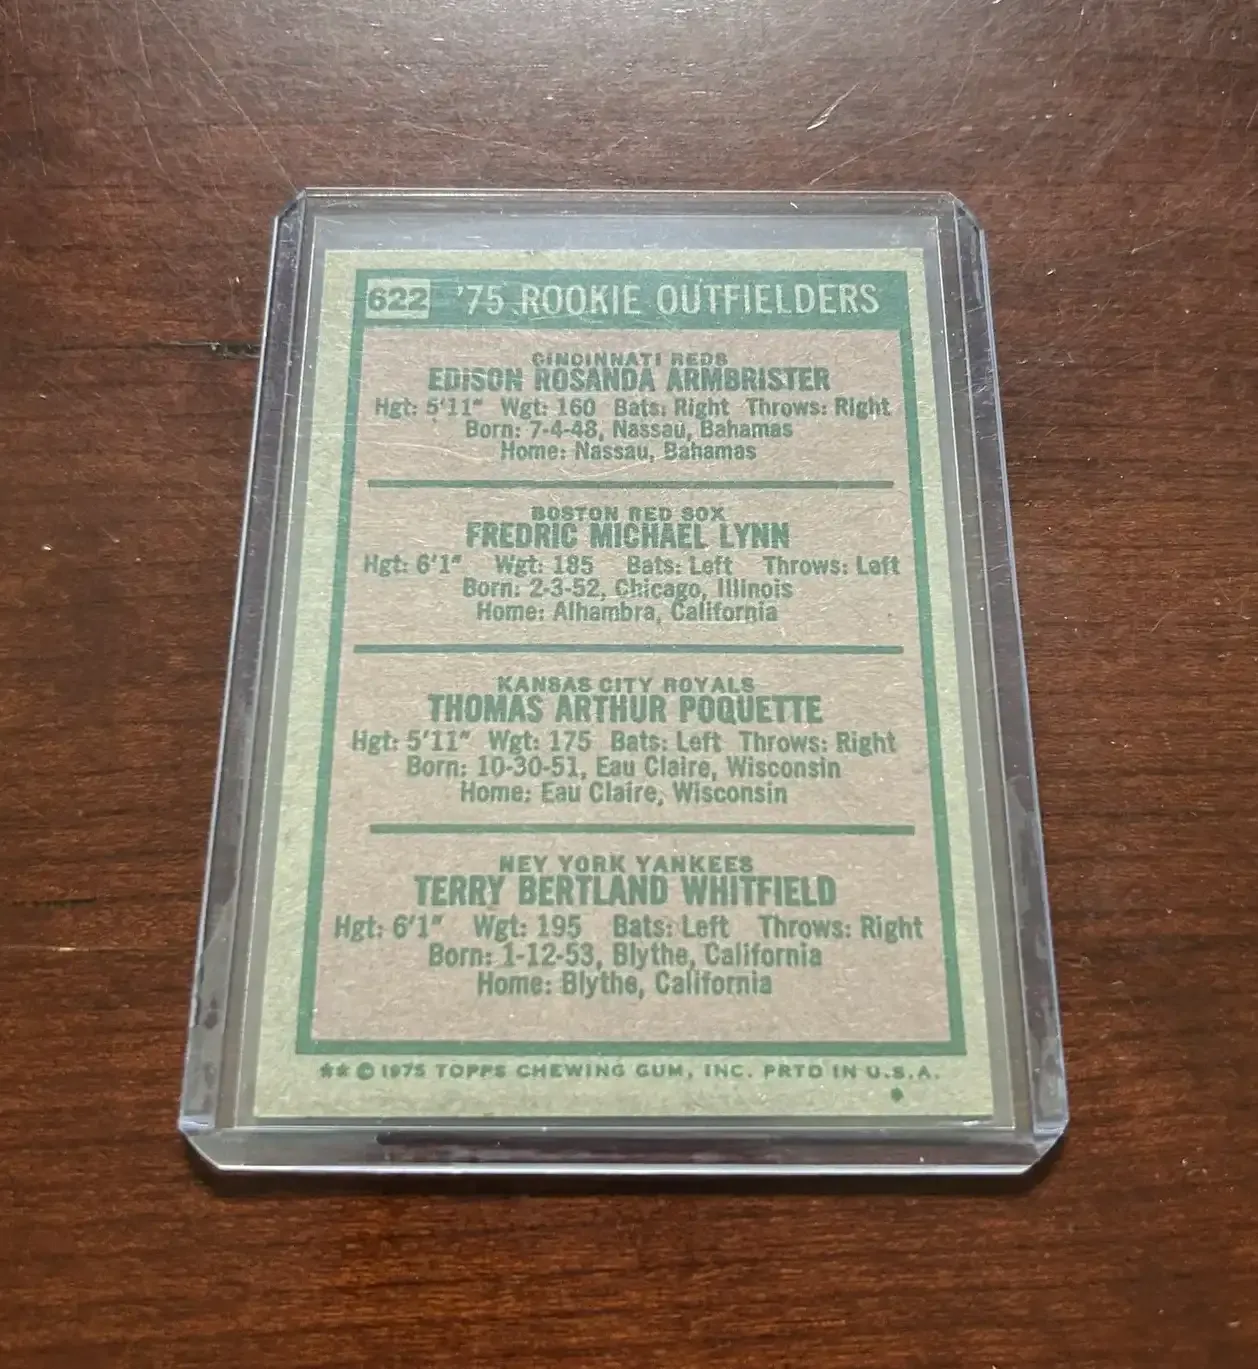 622 '75 ROOKIE OUTFIELDERS
CINCINNATI REDS
EDISON ROSANDA ARMBRISTER
Hgt: 5'11" Wgt: 160 Bats: Right Throws: Right
Born: 7-4-48, Nassau, Bahamas
Home: Nassau, Bahamas
BOSTON RED SOX
FREDRIC MICHAEL LYNN
Hgt: 6'1" Wgt: 185 Bats: Left Throws: Left
Born: 2-3-52, Chicago, Illinois
Home: Alhambra, California
KANSAS CITY ROYALS
THOMAS ARTHUR POQUETTE
Hgt: 5'11" Wgt: 175 Bats: Left Throws: Right
Born: 10-30-51, Eau Claire, Wisconsin
Home: Eau Claire, Wisconsin
NEY YORK YANKEES
TERRY BERTLAND WHITFIELD
Hgt: 6'1" Wgt: 195 Bats: Left Throws: Right
Born: 1-12-53, Blythe, California
Home: Blythe, California
** © 1975 TOPPS CHEWING GUM, INC. PRTD IN U.S.A.